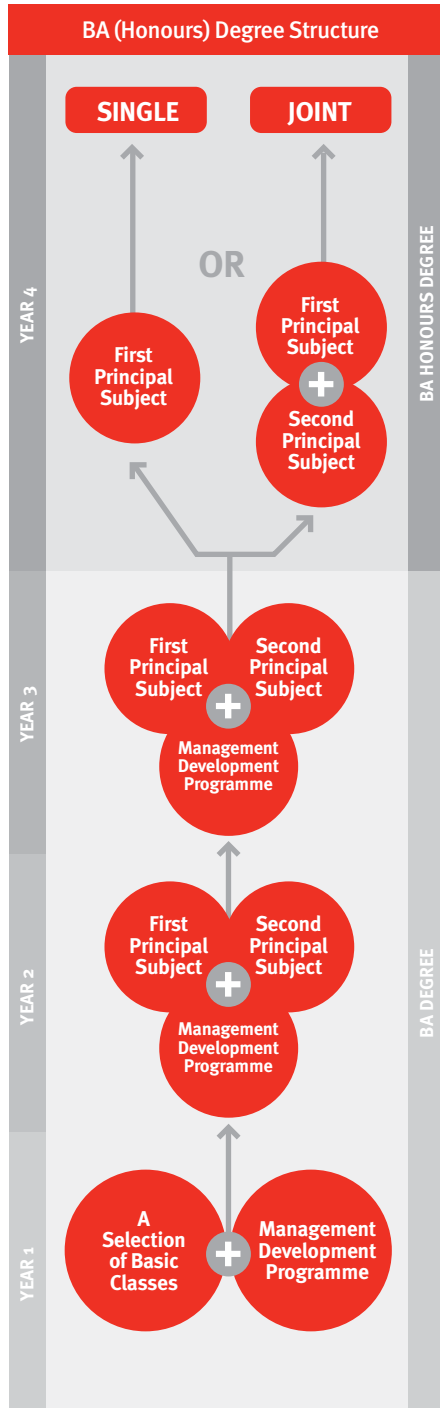 BA (Honours) Degree Structure
SINGLE
JOINT
OR
YEAR 4
First
Principal
Subject
First
Principal
Subject
+
Second
Principal
Subject
BA HONOURS DEGREE
YEAR 3
First
Principal
Subject
Second
Principal
Subject
+
Management
Development
Programme
YEAR 2
First
Principal
Subject
Second
Principal
Subject
+
Management
Development
Programme
BA DEGREE
YEAR 1
A
Selection
of Basic
Classes
+
Management
Development
Programme